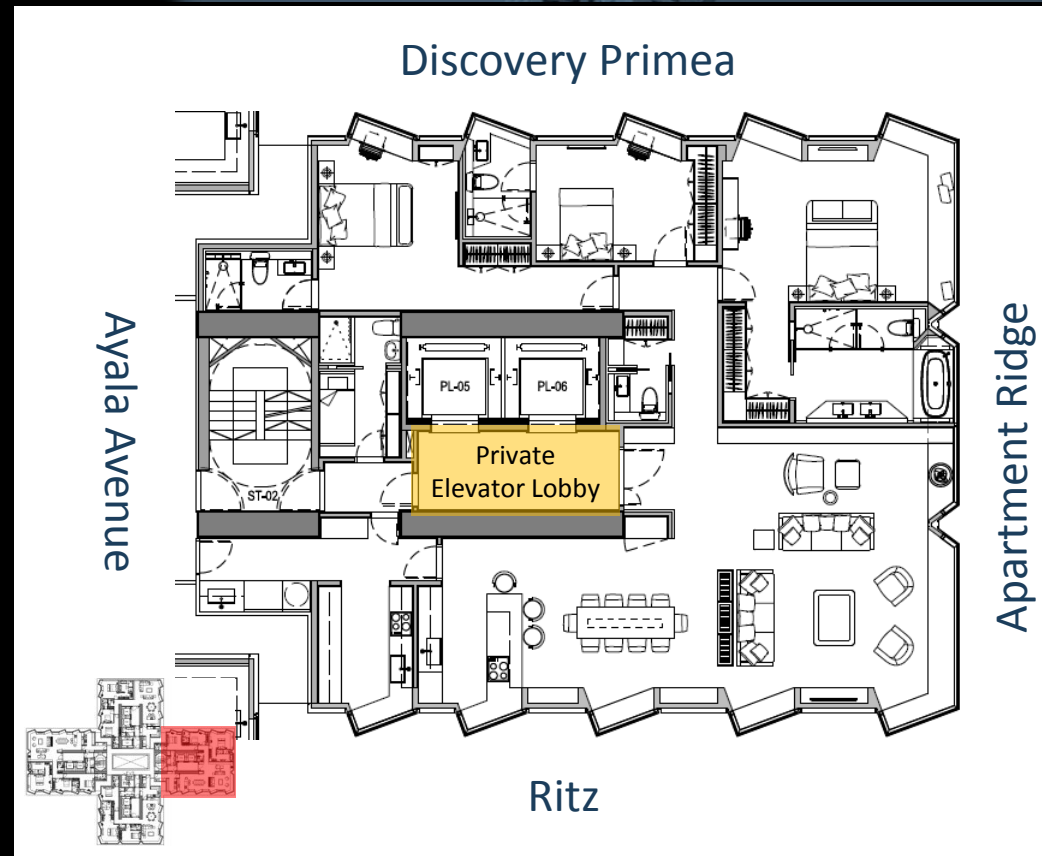 Discovery Primea
Ayala Avenue
Apartment Ridge
PL-05
PL-06
Private
Elevator Lobby
ST-02
Ritz